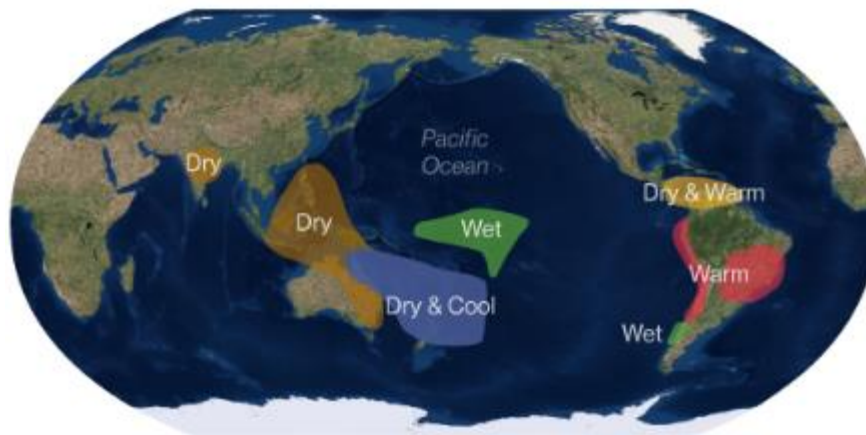 Pacific
Ocean
Dry
Dry & Warm
Dry
Wet
Warm
Dry & Cool
Wet